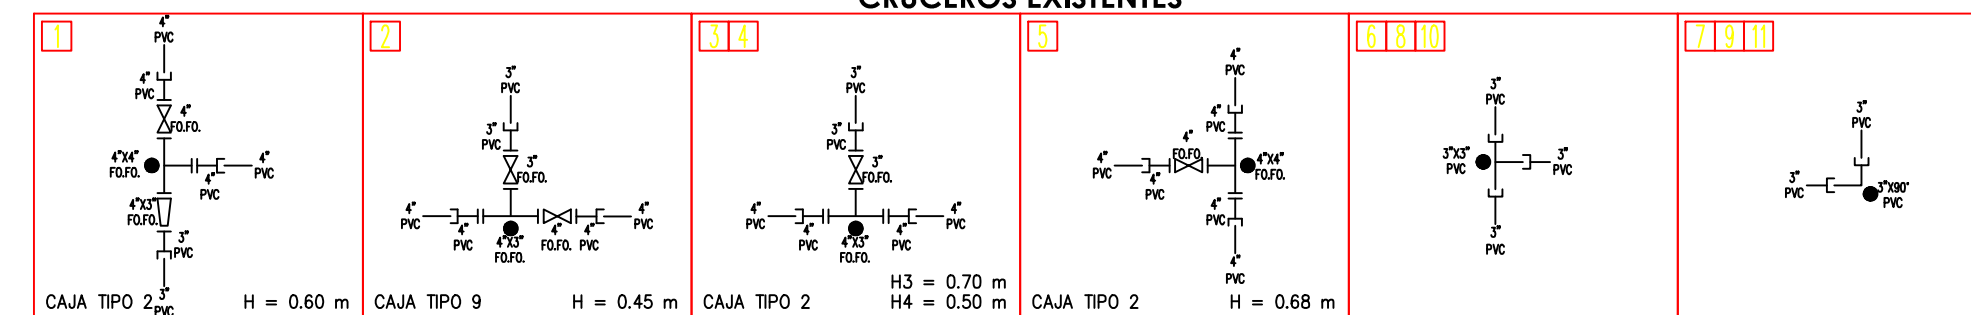 CRUCEROS EXISTENTES
1
4"
PVC
4"
PVC
4"
FO.FO.
4"X4"
FO.FO.
4"
PVC
4"
PVC
4"X3"
FO.FO.
3"
PVC
3"
PVC
CAJA TIPO 2
H = 0.60 m
2
3"
PVC
3"
PVC
3"
FO.FO.
4"
PVC
4"
PVC
4"X3"
FO.FO.
4"
FO.FO.
4"
PVC
4"
PVC
CAJA TIPO 9
H = 0.45 m
3 4
3"
PVC
3"
PVC
3"
FO.FO.
4"
PVC
4"
PVC
4"X3"
FO.FO.
4"
PVC
4"
PVC
H3 = 0.70 m
CAJA TIPO 2
H4 = 0.50 m
5
4"
PVC
4"
PVC
4"
FO.FO.
4"
PVC
4"
PVC
4"X4"
FO.FO.
4"
PVC
4"
PVC
CAJA TIPO 2
H = 0.68 m
6 8 10
3"
PVC
3"X3"
PVC
3"
PVC
3"
PVC
7 9 11
3"
PVC
3"
PVC
3"X90°
PVC